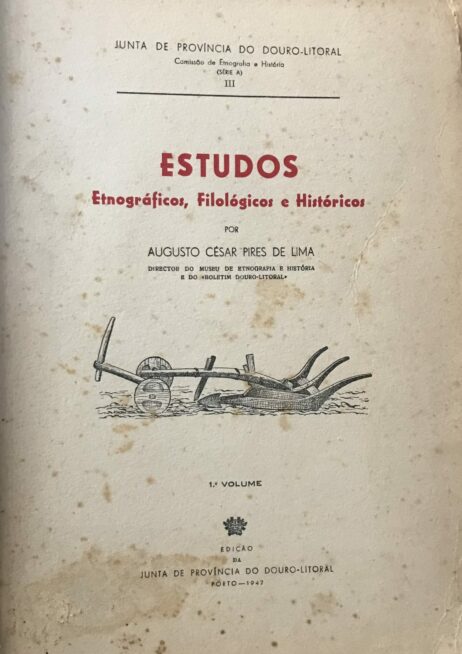 JUNTA DE PROVÍNCIA DO DOURO-LITORAL
Comissão de Etnografia e História
(SÉRIE A)
III
ESTUDOS
Etnográficos, Filológicos e Históricos
POR
AUGUSTO CÉSAR PIRES DE LIMA
DIRECTOR DO MUSEU DE ETNOGRAFIA E HISTÓRIA
E DO «BOLETIM DOURO-LITORAL»
1.º VOLUME
EDIÇÃO
DA
JUNTA DE PROVÍNCIA DO DOURO-LITORAL
PORTO—1947